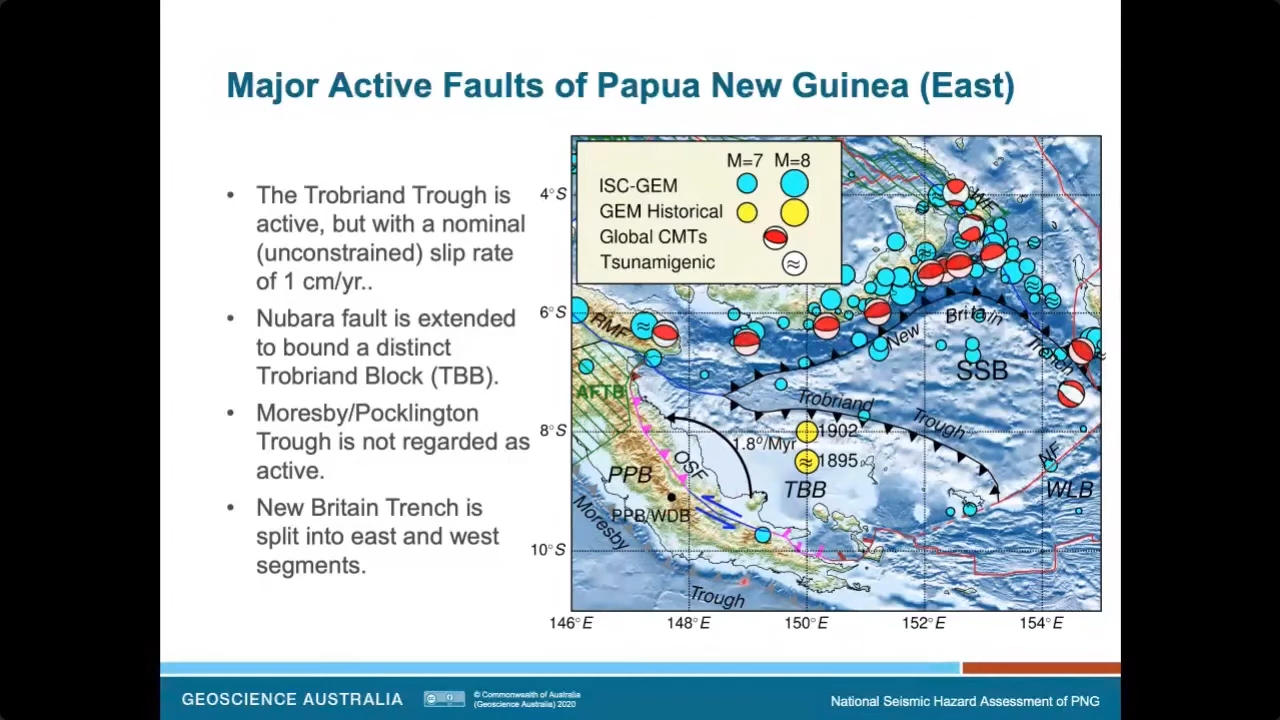 Major Active Faults of Papua New Guinea (East)
• The Trobriand Trough is
active, but with a nominal
(unconstrained) slip rate
of 1 cm/yr..
• Nubara fault is extended
to bound a distinct
Trobriand Block (TBB).
• Moresby/Pocklington
Trough is not regarded as
active.
• New Britain Trench is
split into east and west
segments.
M=7 M=8
ISC-GEM
GEM Historical
Global CMTs
Tsunamigenic
4°S
6°S
8°S
10°S
RMF
New
Britain
Trench
SSB
AFTB
Trobriand
Trough
1902
1.8°/Myr
1895
PPB
OSF
TBB
NF
WLB
PPB/WDB
Moresby
Trough
146°E 148°E 150°E 152°E 154°E
GEOSCIENCE AUSTRALIA
© Commonwealth of Australia
(Geoscience Australia) 2020
National Seismic Hazard Assessment of PNG